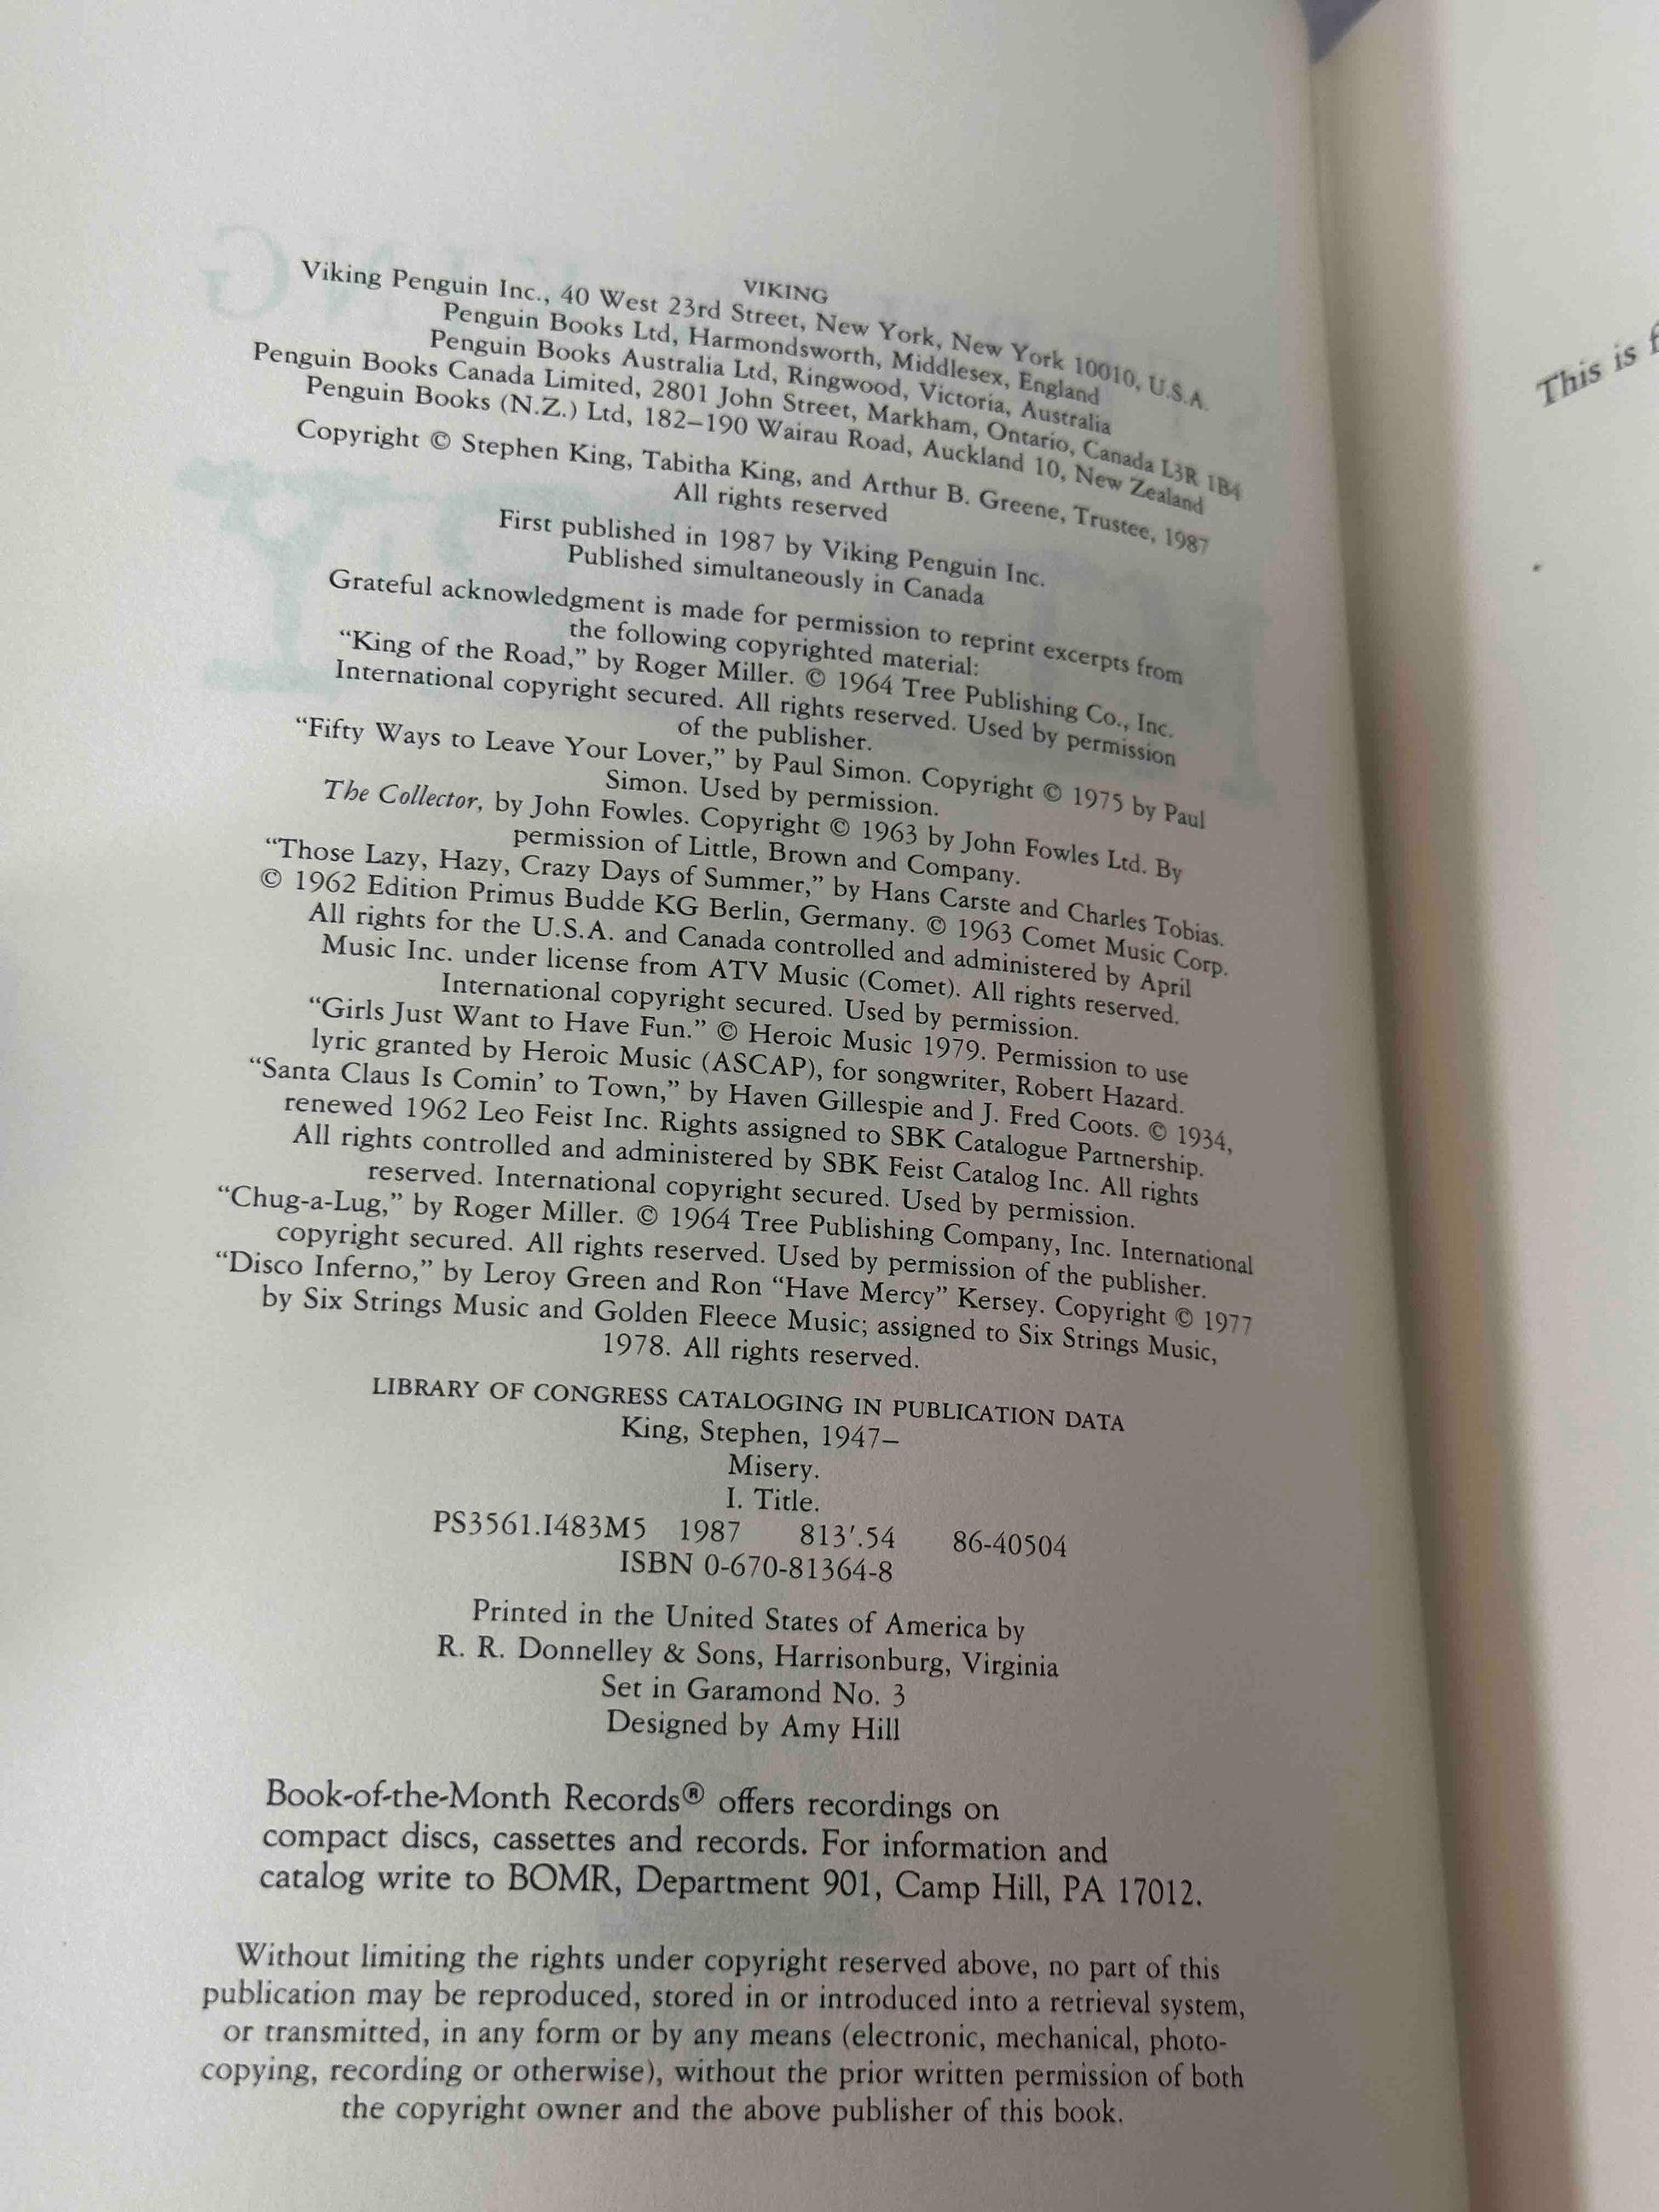 VIKING
Viking Penguin Inc., 40 West 23rd Street, New York, New York 10010, U.S.A.
Penguin Books Ltd, Harmondsworth, Middlesex, England
Penguin Books Australia Ltd, Ringwood, Victoria, Australia
Penguin Books Canada Limited, 2801 John Street, Markham, Ontario, Canada L3R 1B4
Penguin Books (N.Z.) Ltd, 182–190 Wairau Road, Auckland 10, New Zealand
Copyright © Stephen King, Tabitha King, and Arthur B. Greene, Trustee, 1987
All rights reserved
First published in 1987 by Viking Penguin Inc.
Published simultaneously in Canada
Grateful acknowledgment is made for permission to reprint excerpts from
the following copyrighted material:
“King of the Road,” by Roger Miller. © 1964 Tree Publishing Co., Inc.
International copyright secured. All rights reserved. Used by permission
of the publisher.
“Fifty Ways to Leave Your Lover,” by Paul Simon. Copyright © 1975 by Paul
Simon. Used by permission.
The Collector, by John Fowles. Copyright © 1963 by John Fowles Ltd. By
permission of Little, Brown and Company.
“Those Lazy, Hazy, Crazy Days of Summer,” by Hans Carste and Charles Tobias.
© 1962 Edition Primus Budde KG Berlin, Germany. © 1963 Comet Music Corp.
All rights for the U.S.A. and Canada controlled and administered by April
Music Inc. under license from ATV Music (Comet). All rights reserved.
International copyright secured. Used by permission.
“Girls Just Want to Have Fun.” © Heroic Music 1979. Permission to use
lyric granted by Heroic Music (ASCAP), for songwriter, Robert Hazard.
“Santa Claus Is Comin’ to Town,” by Haven Gillespie and J. Fred Coots. © 1934,
renewed 1962 Leo Feist Inc. Rights assigned to SBK Catalogue Partnership.
All rights controlled and administered by SBK Feist Catalog Inc. All rights
reserved. International copyright secured. Used by permission.
“Chug-a-Lug,” by Roger Miller. © 1964 Tree Publishing Company, Inc. International
copyright secured. All rights reserved. Used by permission of the publisher.
“Disco Inferno,” by Leroy Green and Ron “Have Mercy” Kersey. Copyright © 1977
by Six Strings Music and Golden Fleece Music; assigned to Six Strings Music,
1978. All rights reserved.
LIBRARY OF CONGRESS CATALOGING IN PUBLICATION DATA
King, Stephen, 1947–
Misery.
I. Title.
PS3561.I483M5 1987 813′.54 86-40504
ISBN 0-670-81364-8
Printed in the United States of America by
R. R. Donnelley & Sons, Harrisonburg, Virginia
Set in Garamond No. 3
Designed by Amy Hill
Book-of-the-Month Records® offers recordings on
compact discs, cassettes and records. For information and
catalog write to BOMR, Department 901, Camp Hill, PA 17012.
Without limiting the rights under copyright reserved above, no part of this
publication may be reproduced, stored in or introduced into a retrieval system,
or transmitted, in any form or by any means (electronic, mechanical, photo-
copying, recording or otherwise), without the prior written permission of both
the copyright owner and the above publisher of this book.
This is